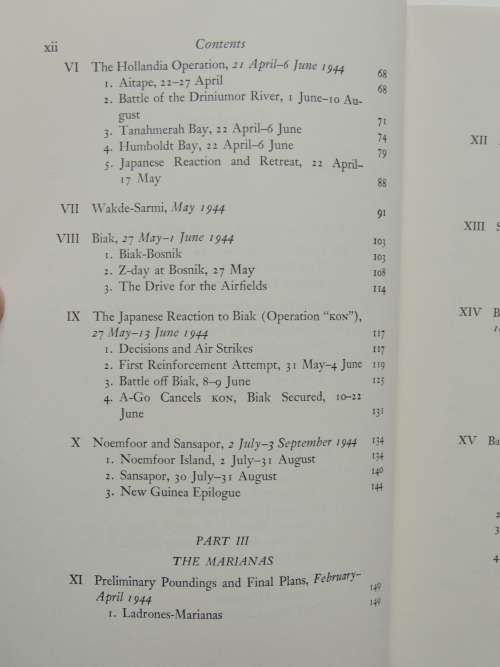 xii Contents
VI The Hollandia Operation, 21 April–6 June 1944 68
1. Aitape, 22–27 April 68
2. Battle of the Driniumor River, 1 June–10 Au-
gust 71
3. Tanahmerah Bay, 22 April–6 June 74
4. Humboldt Bay, 22 April–6 June 79
5. Japanese Reaction and Retreat, 22 April–
17 May 88
VII Wakde-Sarmi, May 1944 91
VIII Biak, 27 May–1 June 1944 103
1. Biak-Bosnik 103
2. Z-day at Bosnik, 27 May 108
3. The Drive for the Airfields 114
IX The Japanese Reaction to Biak (Operation "KON"),
27 May–13 June 1944 117
1. Decisions and Air Strikes 117
2. First Reinforcement Attempt, 31 May–4 June 119
3. Battle off Biak, 8–9 June 125
4. A-Go Cancels KON, Biak Secured, 10–22
June 131
X Noemfoor and Sansapor, 2 July–3 September 1944 134
1. Noemfoor Island, 2 July–31 August 134
2. Sansapor, 30 July–31 August 140
3. New Guinea Epilogue 144
PART III
THE MARIANAS
XI Preliminary Poundings and Final Plans, February–
April 1944 149
1. Ladrones-Marianas 149
XII
XIII S
XIV B
XV Ba
2
3
4